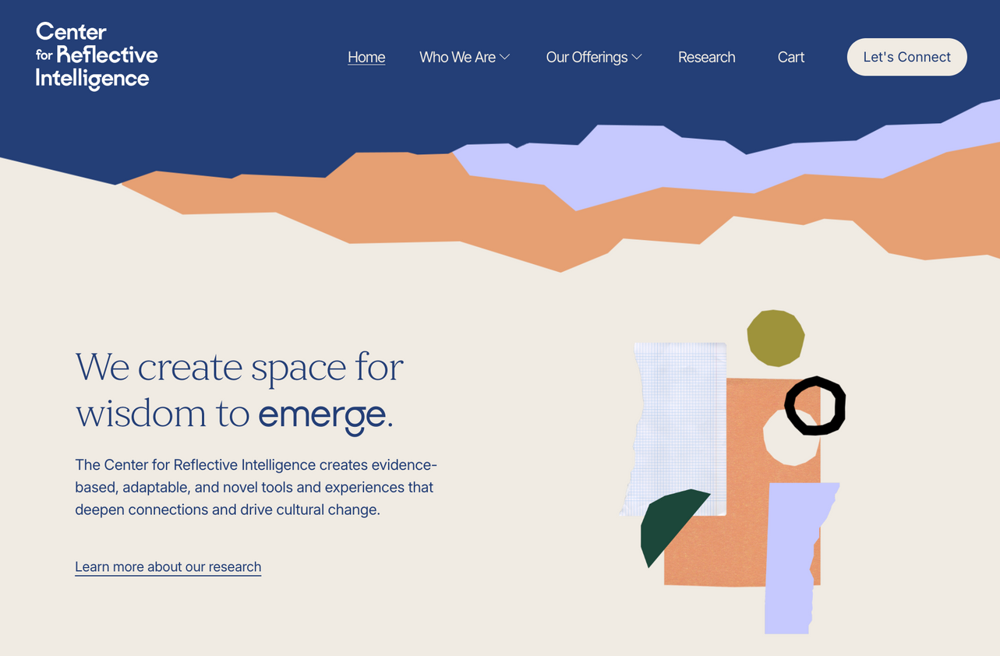 Center
for Reflective
Intelligence
Home
Who We Are
Our Offerings
Research
Cart
Let's Connect
We create space for
wisdom to emerge.
The Center for Reflective Intelligence creates evidence-
based, adaptable, and novel tools and experiences that
deepen connections and drive cultural change.
Learn more about our research